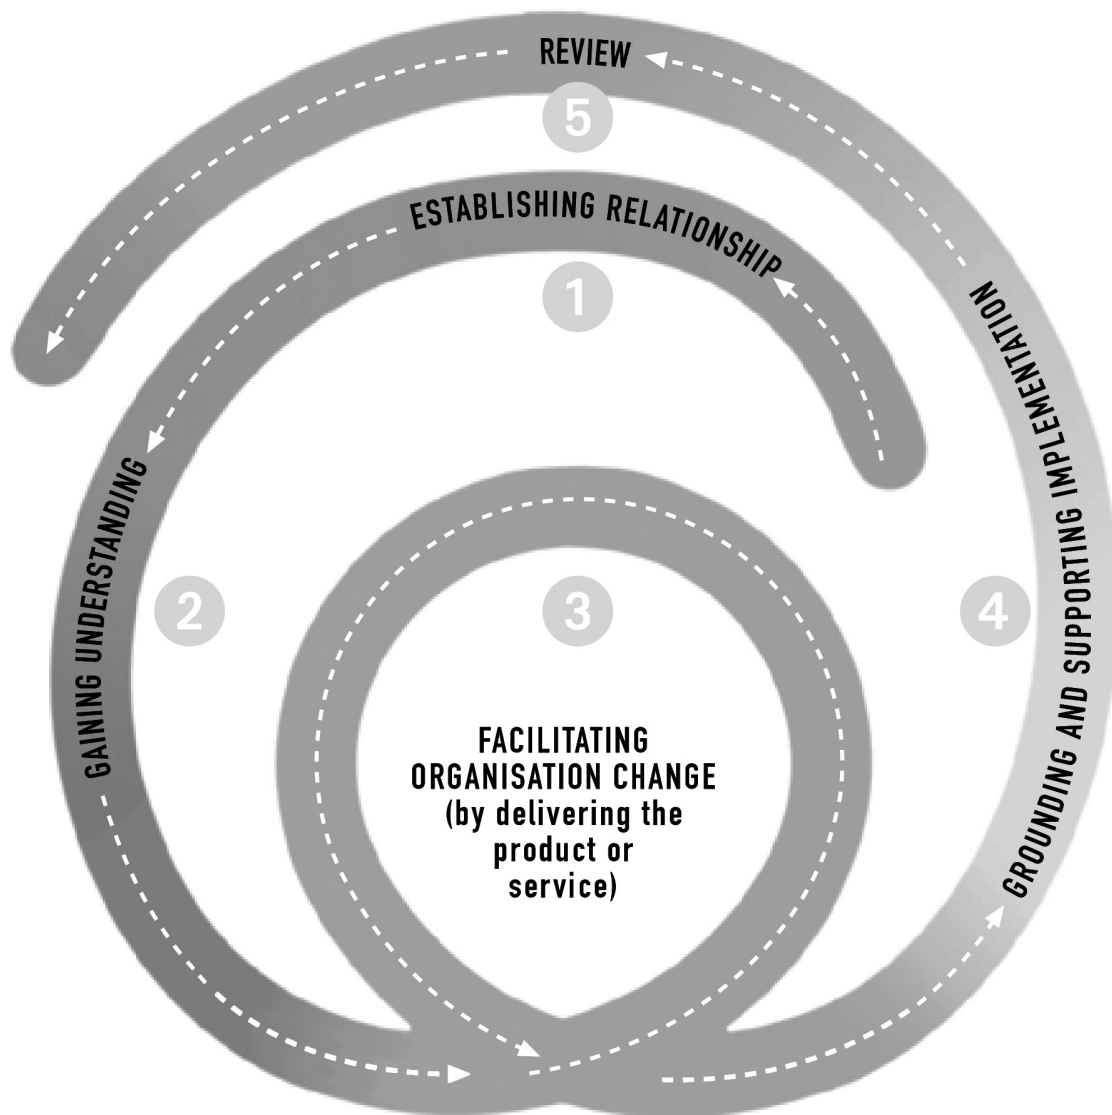 REVIEW
5
ESTABLISHING RELATIONSHIP
1
GAINING UNDERSTANDING
2
3
FACILITATING
ORGANISATION CHANGE
(by delivering the
product or
service)
4
GROUNDING AND SUPPORTING IMPLEMENTATION